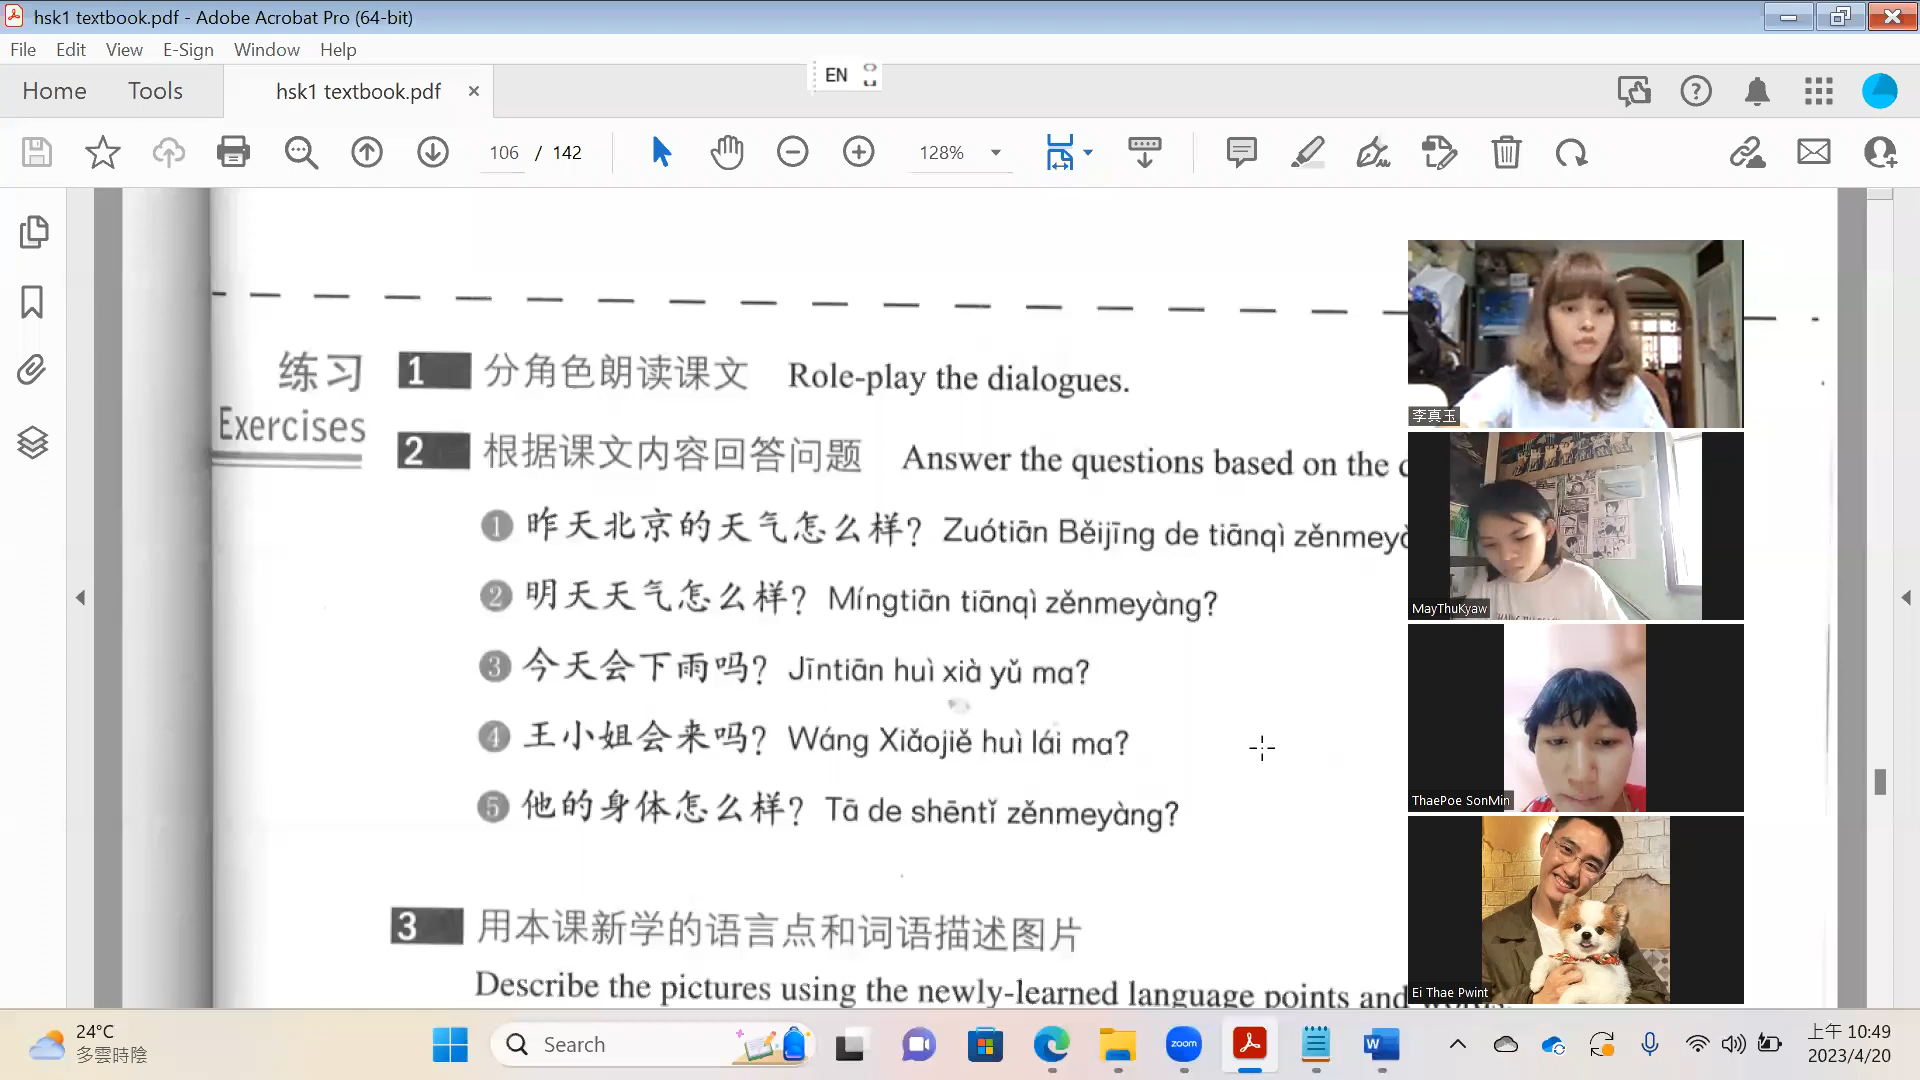 hsk1 textbook.pdf - Adobe Acrobat Pro (64-bit)
File Edit View E-Sign Window Help
Home Tools hsk1 textbook.pdf × EN
106 / 142 128%
练习 1 分角色朗读课文 Role-play the dialogues.
Exercises
2 根据课文内容回答问题 Answer the questions based on the
1 昨天北京的天气怎么样？ Zuótiān Běijīng de tiānqì zěnmeyà
2 明天天气怎么样？ Míngtiān tiānqì zěnmeyàng?
3 今天会下雨吗？ Jīntiān huì xià yǔ ma?
4 王小姐会来吗？ Wáng Xiǎojiě huì lái ma?
5 他的身体怎么样？ Tā de shēntǐ zěnmeyàng?
3 用本课新学的语言点和词语描述图片
Describe the pictures using the newly-learned language points and words.
李真玉
MayThuKyaw
ThaePoe SonMin
Ei Thae Pwint
24°C
多雲時陰
Search
zoom
W
上午 10:49
2023/4/20